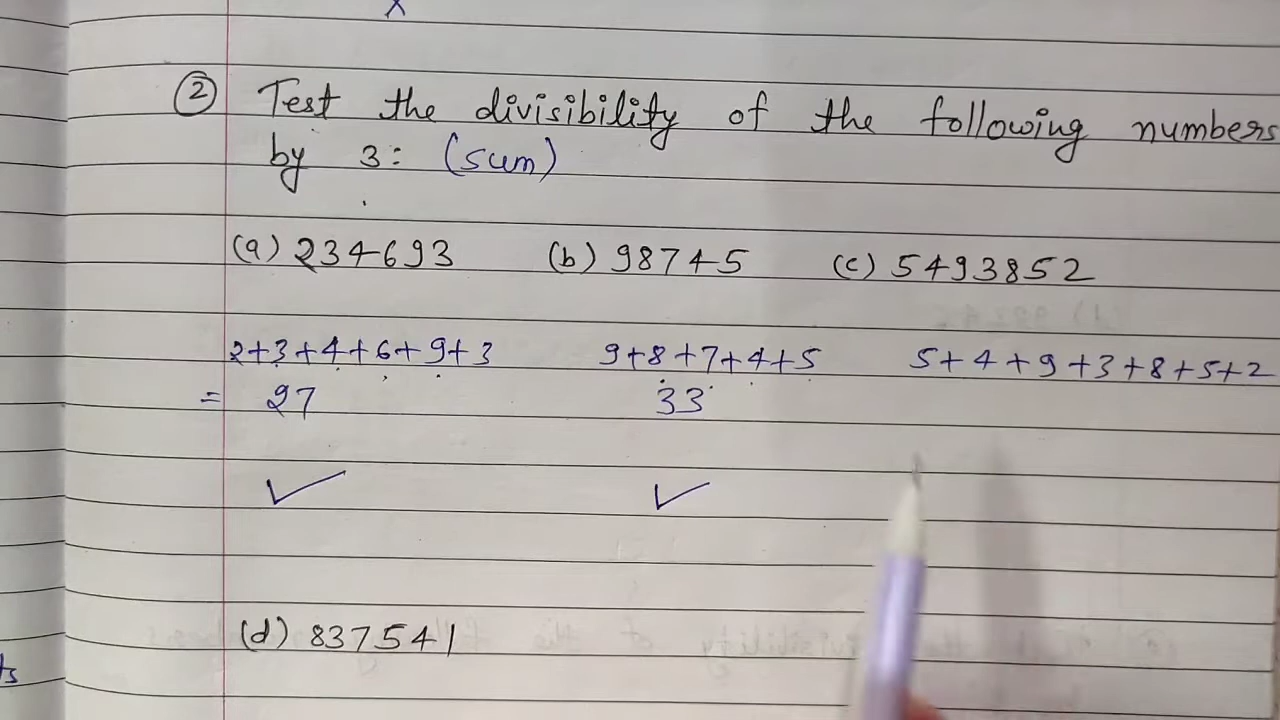 ② Test the divisibility of the following numbers
by 3: (sum)
(a) 234693 (b) 98745 (c) 5493852
2+3+4+6+9+3 9+8+7+4+5 5+4+9+3+8+5+2
= 27 33
✓ ✓
(d) 837541